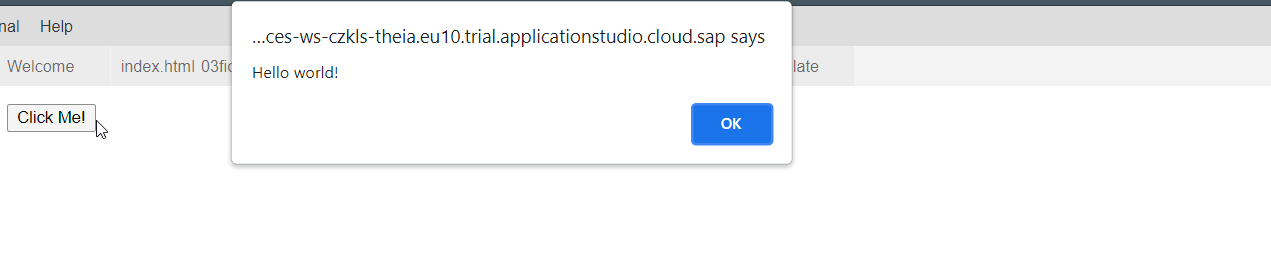 ...ces-ws-czkls-theia.eu10.trial.applicationstudio.cloud.sap says
nal Help
Hello world!
Welcome index.html 03fio late
Click Me!
OK